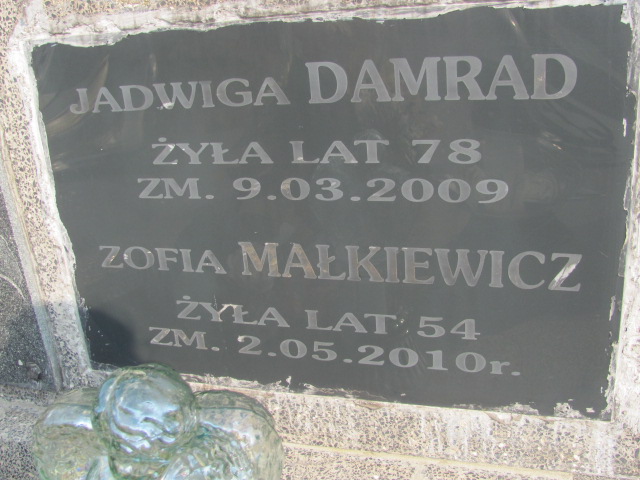 JADWIGA DAMRAD
ŻYŁA LAT 78
ZM. 9.03.2009
ZOFIA MAŁKIEWICZ
ŻYŁA LAT 54
ZM. 2.05.2010r.